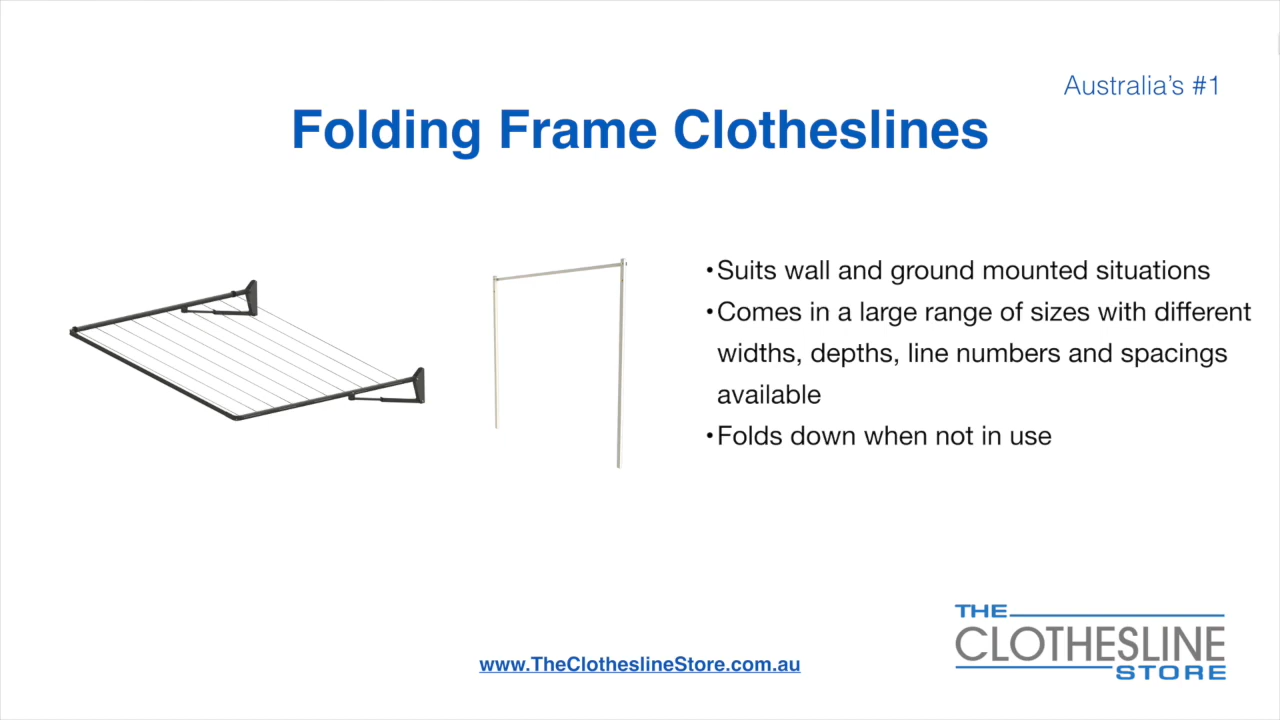 Australia's #1
Folding Frame Clotheslines
•Suits wall and ground mounted situations
•Comes in a large range of sizes with different
widths, depths, line numbers and spacings
available
•Folds down when not in use
THE
CLOTHESLINE
STORE
www.TheClotheslineStore.com.au